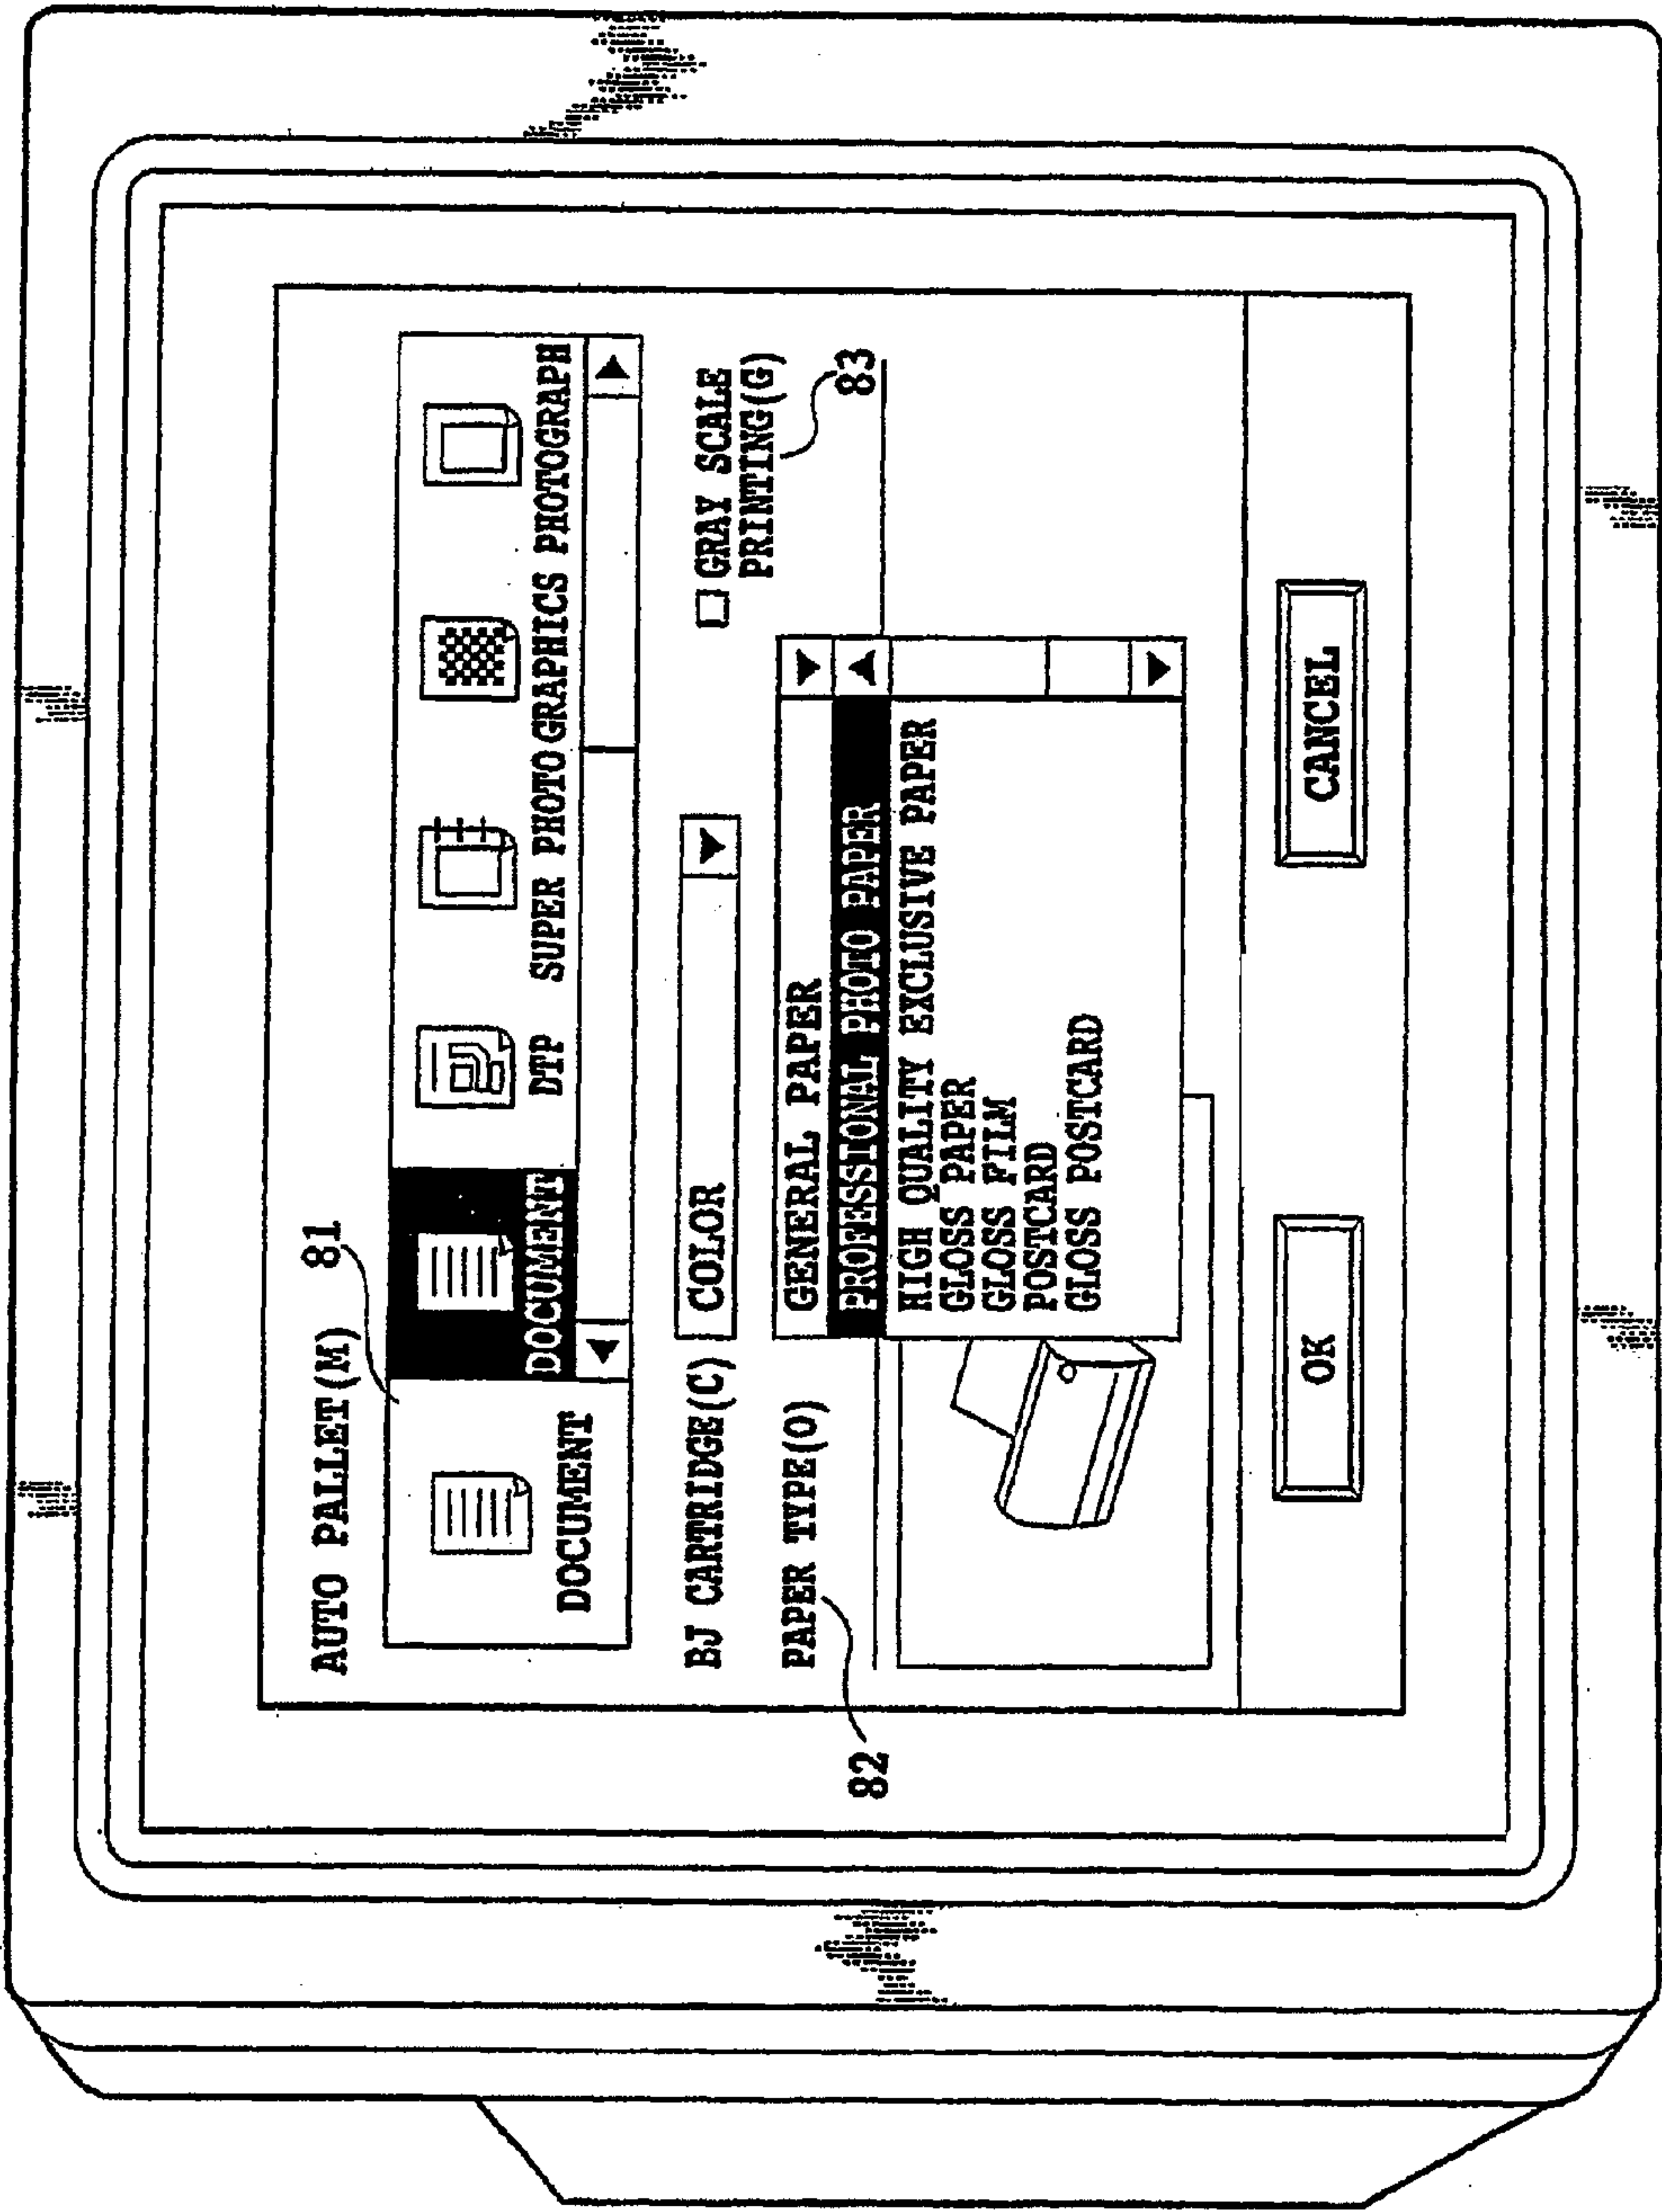 AUTO PALLET(M) 81
DOCUMENT
DOCUMENT DTP SUPER PHOTO GRAPHICS PHOTOGRAPH
BJ CARTRIDGE(C) COLOR
GRAY SCALE
PRINTING(G)
83
PAPER TYPE(O)
82
GENERAL PAPER
PROFESSIONAL PHOTO PAPER
HIGH QUALITY EXCLUSIVE PAPER
GLOSS PAPER
GLOSS FILM
POSTCARD
GLOSS POSTCARD
OK CANCEL